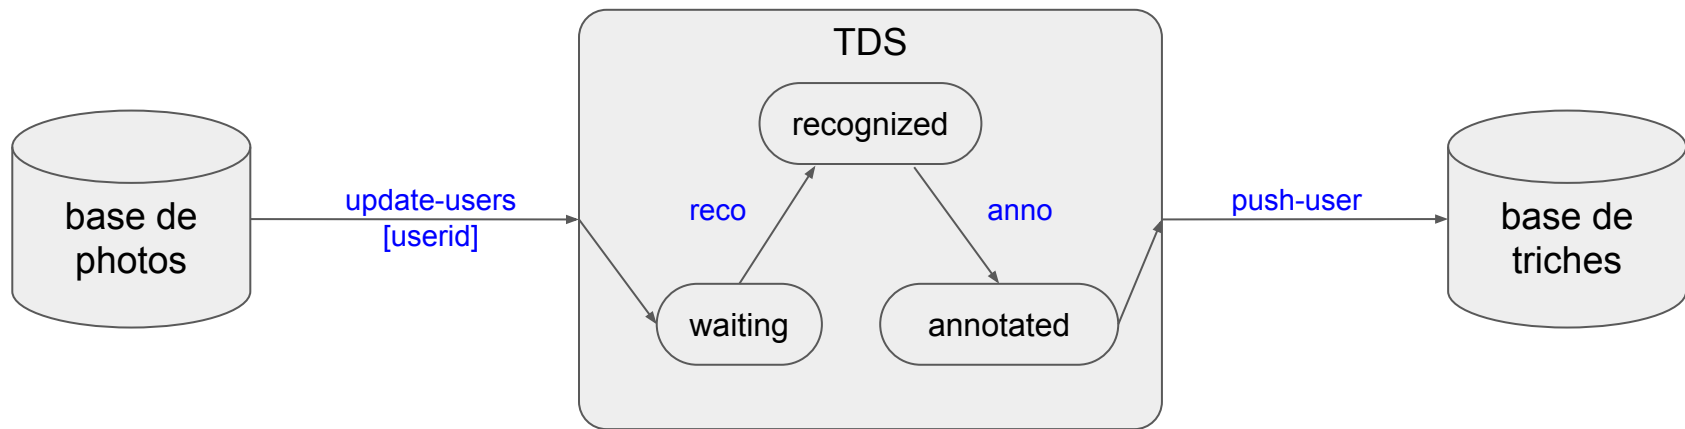 TDS
recognized
base de
photos
update-users
[userid]
reco
anno
push-user
base de
triches
waiting
annotated